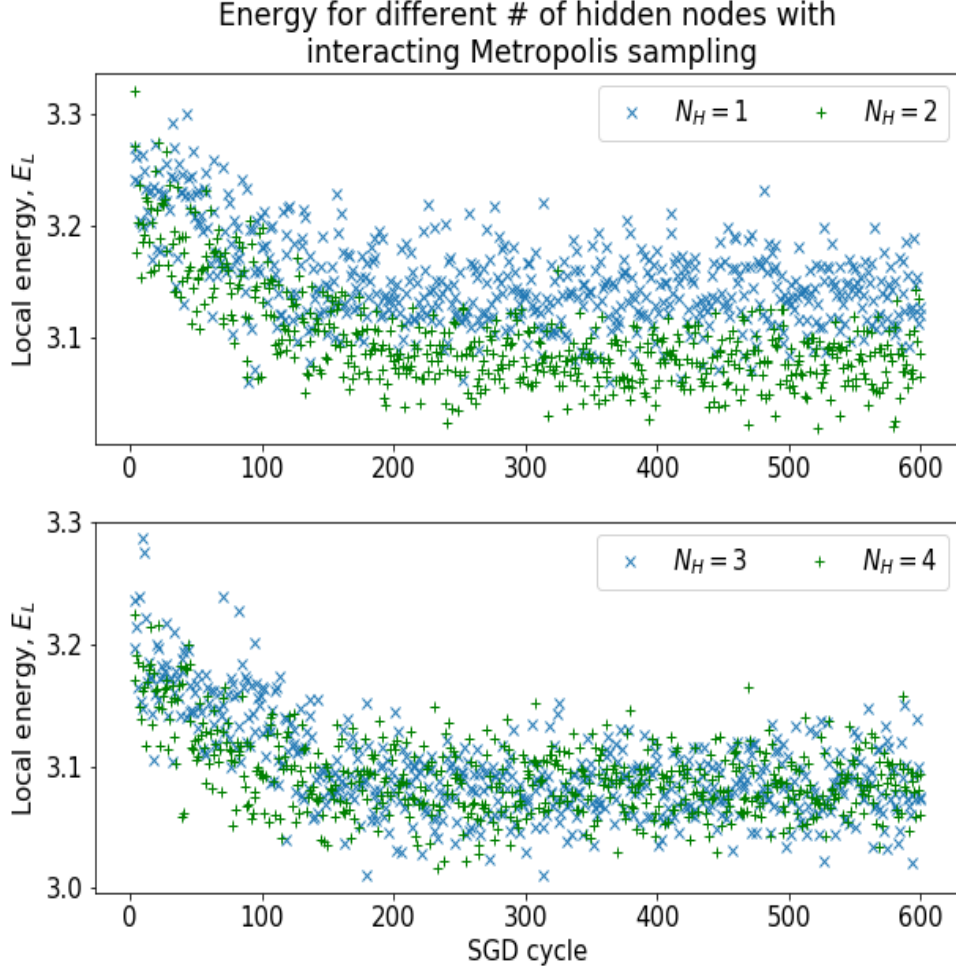 Energy for different # of hidden nodes with
interacting Metropolis sampling
Local energy, E_L
3.3
3.2
3.1
N_H = 1
N_H = 2
0 100 200 300 400 500 600
Local energy, E_L
3.3
3.2
3.1
3.0
N_H = 3
N_H = 4
0 100 200 300 400 500 600
SGD cycle